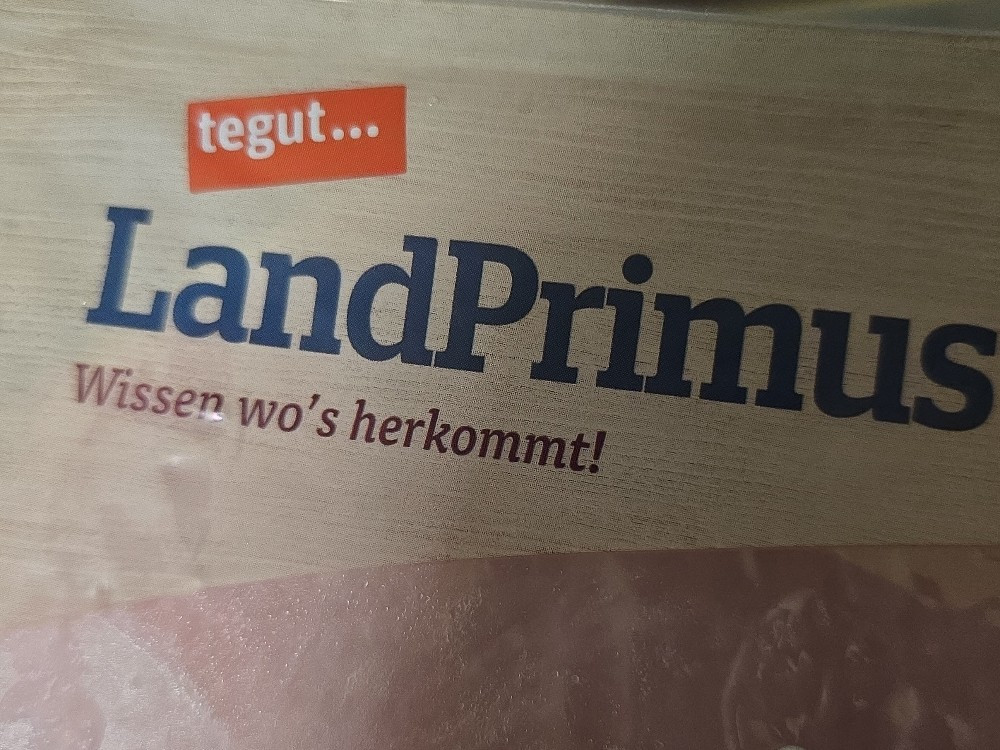 tegut...
LandPrimus
Wissen wo's herkommt!